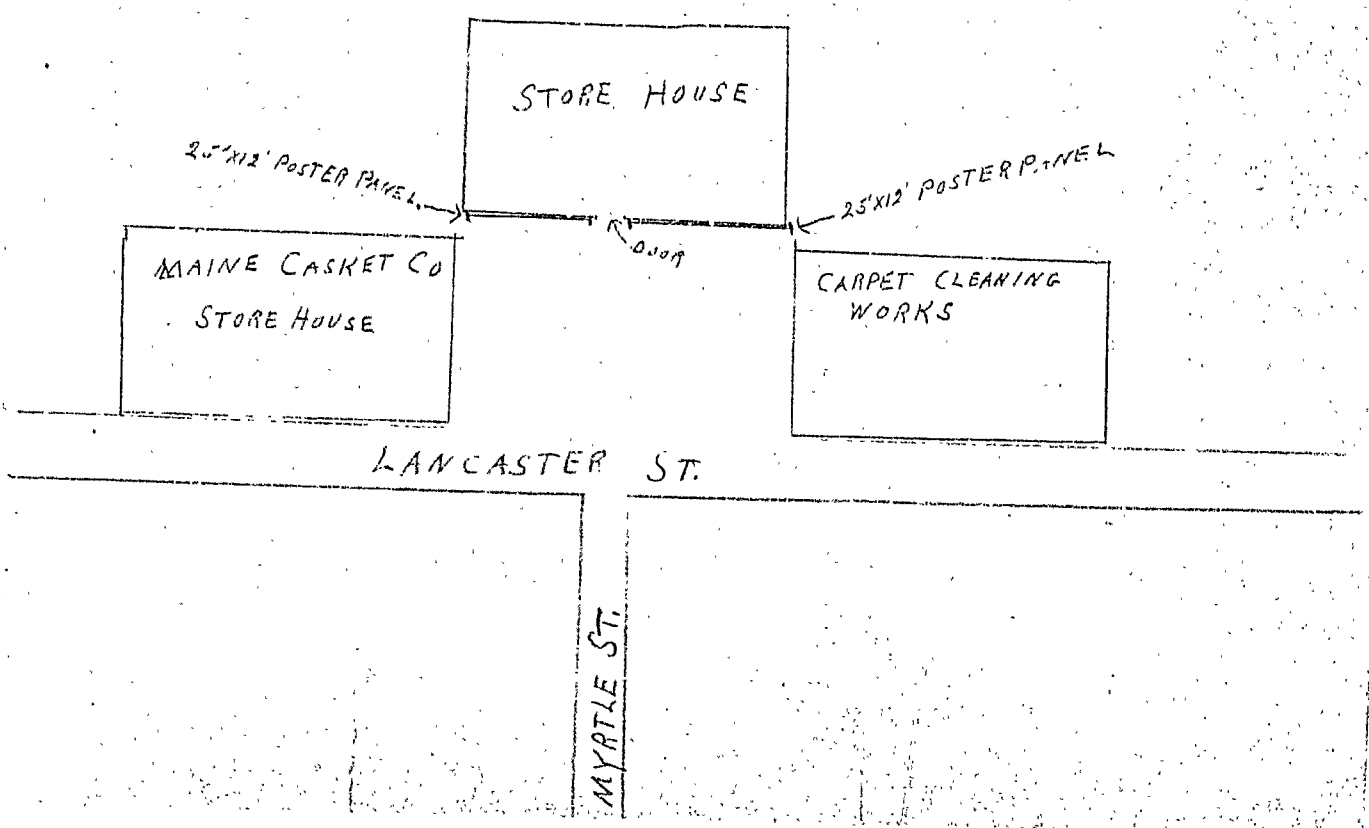 STORE HOUSE
25'X12' POSTER PANEL
25'X12' POSTER PANEL
DOOR
MAINE CASKET CO
STORE HOUSE
CARPET CLEANING
WORKS
LANCASTER ST.
MYRTLE ST.